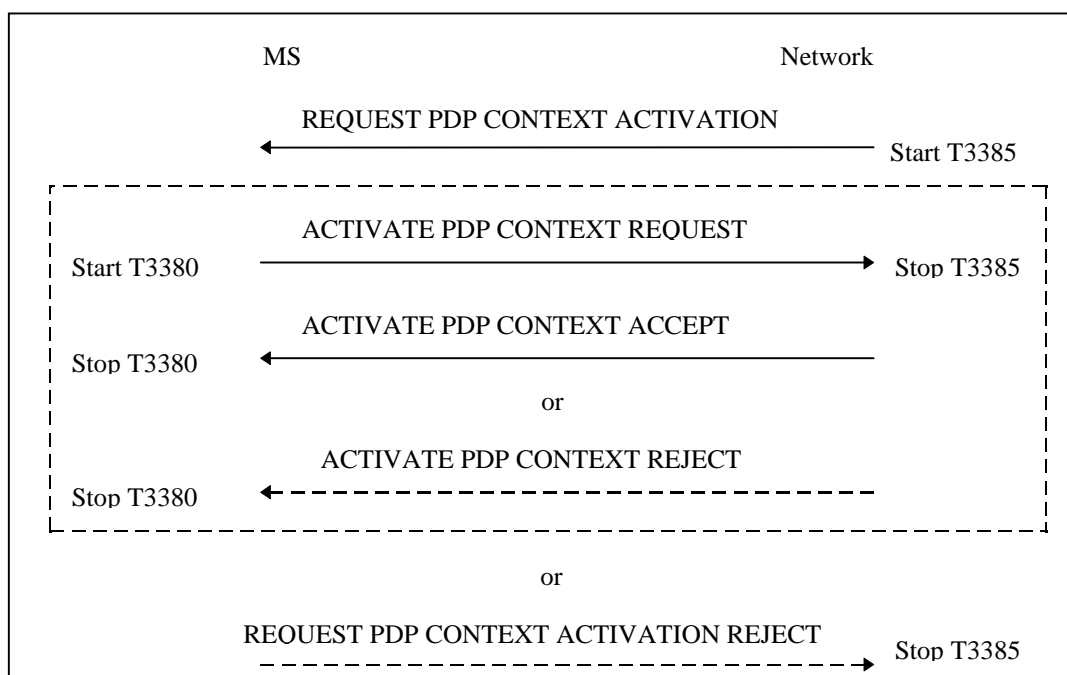 MS Network
REQUEST PDP CONTEXT ACTIVATION
Start T3385
ACTIVATE PDP CONTEXT REQUEST
Start T3380 Stop T3385
ACTIVATE PDP CONTEXT ACCEPT
Stop T3380
or
ACTIVATE PDP CONTEXT REJECT
Stop T3380
or
REQUEST PDP CONTEXT ACTIVATION REJECT
Stop T3385